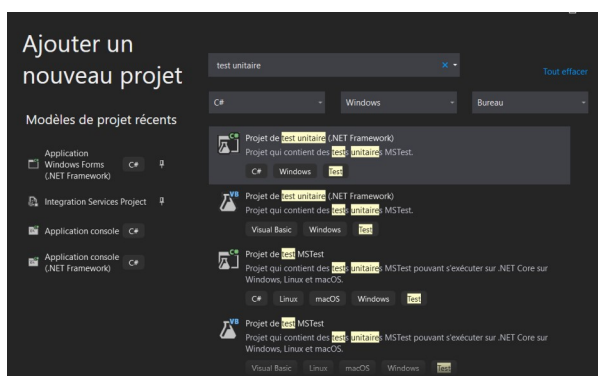 Ajouter un
nouveau projet
Modèles de projet récents
Application
Windows Forms
(.NET Framework)
C#
Integration Services Project
Application console
C#
Application console
(.NET Framework)
C#
test unitaire
Tout effacer
C#
Windows
Bureau
Projet de test unitaire (.NET Framework)
Projet qui contient des tests unitaires MSTest.
C# Windows Test
Projet de test unitaire (.NET Framework)
Projet qui contient des tests unitaires MSTest.
Visual Basic Windows Test
Projet de test MSTest
Projet qui contient des tests unitaires MSTest pouvant s'exécuter sur .NET Core sur
Windows, Linux et macOS.
C# Linux macOS Windows Test
Projet de test MSTest
Projet qui contient des tests unitaires MSTest pouvant s'exécuter sur .NET Core sur
Windows, Linux et macOS.
Visual Basic Linux macOS Windows Test